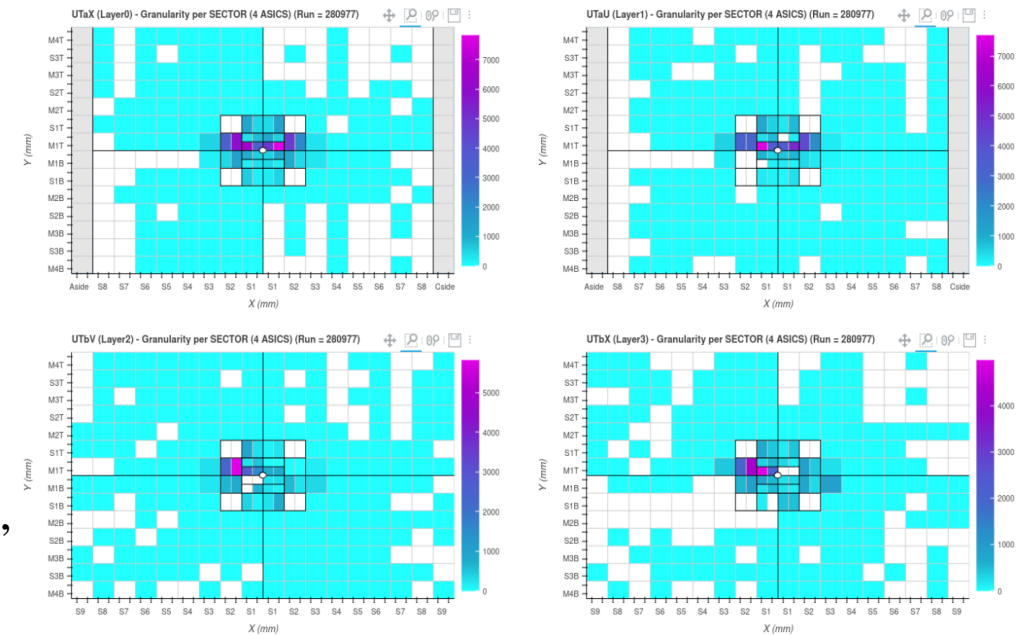 UTaX (Layer0) - Granularity per SECTOR (4 ASICS) (Run = 280977)
Y (mm)
M4T
S3T
M3T
S2T
M2T
S1T
M1T
M1B
S1B
M2B
S2B
M3B
S3B
M4B
7000
6000
5000
4000
3000
2000
1000
0
Aside S8 S7 S6 S5 S4 S3 S2 S1 S1 S2 S3 S4 S5 S6 S7 S8 Cside
X (mm)
UTaU (Layer1) - Granularity per SECTOR (4 ASICS) (Run = 280977)
Y (mm)
M4T
S3T
M3T
S2T
M2T
S1T
M1T
M1B
S1B
M2B
S2B
M3B
S3B
M4B
7000
6000
5000
4000
3000
2000
1000
0
Aside S8 S7 S6 S5 S4 S3 S2 S1 S1 S2 S3 S4 S5 S6 S7 S8 Cside
X (mm)
UTbV (Layer2) - Granularity per SECTOR (4 ASICS) (Run = 280977)
Y (mm)
M4T
S3T
M3T
S2T
M2T
S1T
M1T
M1B
S1B
M2B
S2B
M3B
S3B
M4B
5000
4000
3000
2000
1000
0
S9 S8 S7 S6 S5 S4 S3 S2 S1 S1 S2 S3 S4 S5 S6 S7 S8 S9
X (mm)
UTbX (Layer3) - Granularity per SECTOR (4 ASICS) (Run = 280977)
Y (mm)
M4T
S3T
M3T
S2T
M2T
S1T
M1T
M1B
S1B
M2B
S2B
M3B
S3B
M4B
4000
3000
2000
1000
0
S9 S8 S7 S6 S5 S4 S3 S2 S1 S1 S2 S3 S4 S5 S6 S7 S8 S9
X (mm)
,